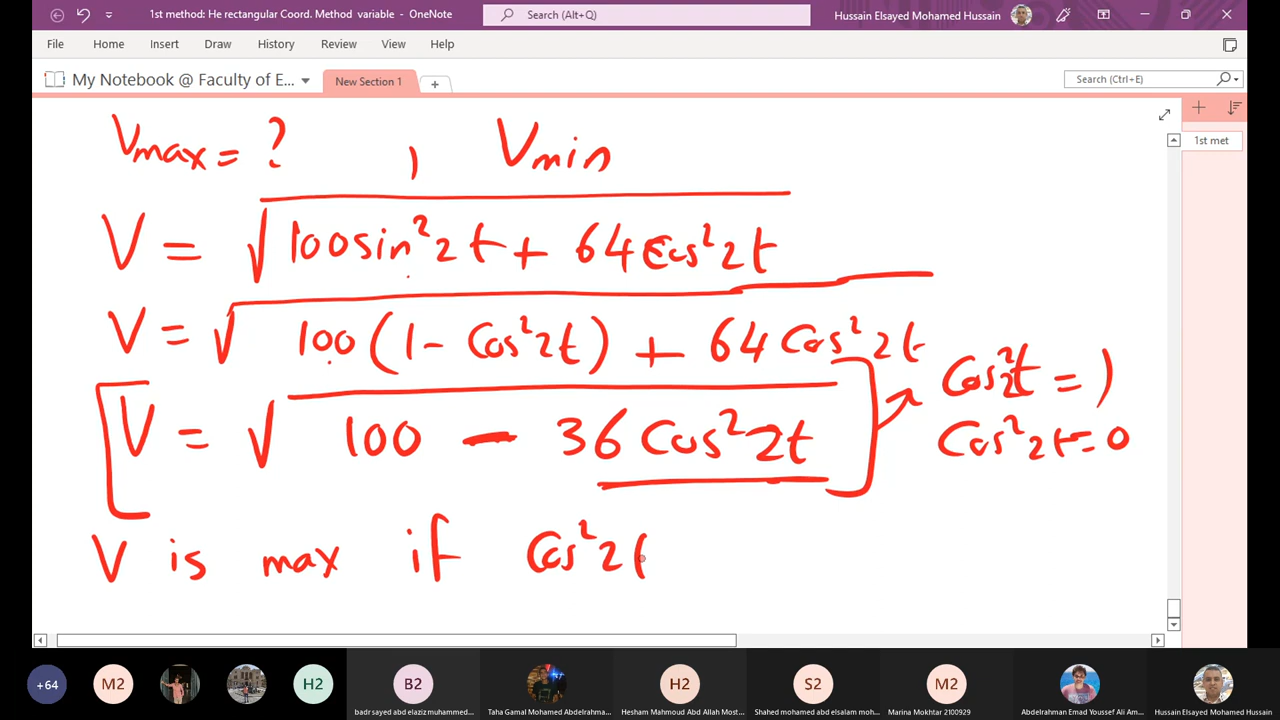 1st method: He rectangular Coord. Method variable - OneNote
Search (Alt+Q)
Hussain Elsayed Mohamed Hussain
File Home Insert Draw History Review View Help
My Notebook @ Faculty of E...
New Section 1
Search (Ctrl+E)
1st met
Vmax = ? , Vmin
V = √100sin²2t + 64cos²2t
V = √100(1 - Cos²2t) + 64Cos²2t
V = √100 - 36Cos²2t
Cos²2t = 1
Cos²2t = 0
V is max if Cos²2t
+64
M2
H2
B2
H2
S2
M2
badr sayed abd elaziz muhammed...
Taha Gamal Mohamed Abdelrahma...
Hesham Mahmoud Abd Allah Most...
Shahed mohamed abd elsalam moh...
Marina Mokhtar 2100929
Abdelrahman Emad Youssef Ali Am...
Hussain Elsayed Mohamed Hussain